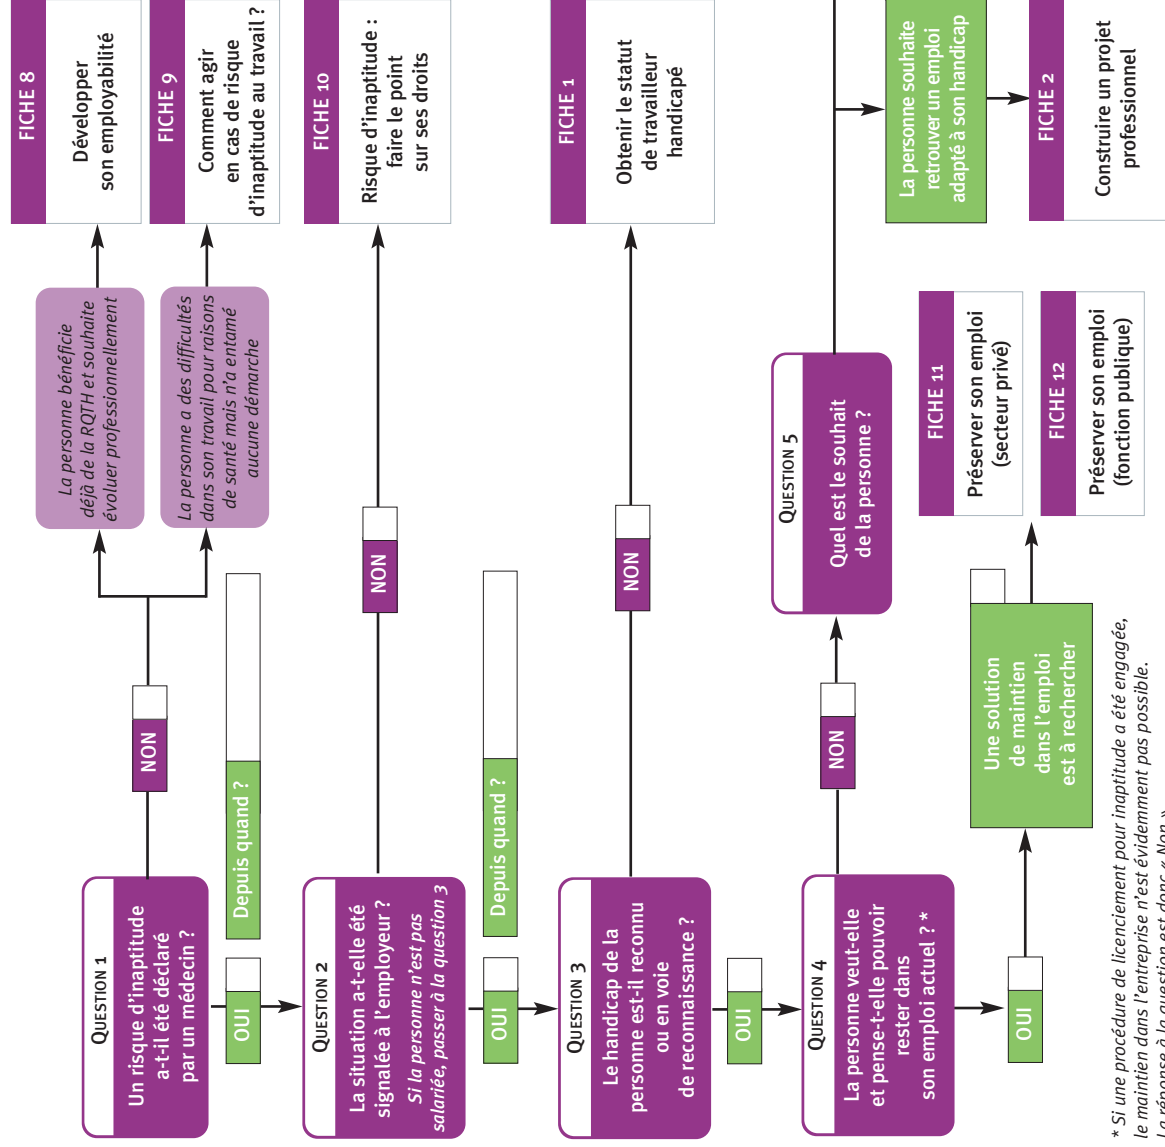 QUESTION 1
Un risque d'inaptitude
a-t-il été déclaré
par un médecin ?
NON
La personne bénéficie
déjà de la RQTH et souhaite
évoluer professionnellement
FICHE 8
Développer
son employabilité
La personne a des difficultés
dans son travail pour raisons
de santé mais n'a entamé
aucune démarche
FICHE 9
Comment agir
en cas de risque
d'inaptitude au travail ?
OUI
Depuis quand ?
QUESTION 2
La situation a-t-elle été
signalée à l'employeur ?
Si la personne n'est pas
salariée, passer à la question 3
NON
FICHE 10
Risque d'inaptitude :
faire le point
sur ses droits
OUI
Depuis quand ?
QUESTION 3
Le handicap de la
personne est-il reconnu
ou en voie
de reconnaissance ?
NON
FICHE 1
Obtenir le statut
de travailleur
handicapé
OUI
QUESTION 4
La personne veut-elle
et pense-t-elle pouvoir
rester dans
son emploi actuel ? *
NON
QUESTION 5
Quel est le souhait
de la personne ?
La personne souhaite
retrouver un emploi
adapté à son handicap
FICHE 2
Construire un projet
professionnel
OUI
Une solution
de maintien
dans l'emploi
est à rechercher
FICHE 11
Préserver son emploi
(secteur privé)
FICHE 12
Préserver son emploi
(fonction publique)
* Si une procédure de licenciement pour inaptitude a été engagée,
le maintien dans l'entreprise n'est évidemment pas possible.
La réponse à la question est donc « Non »